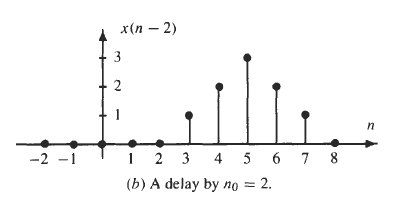 x(n − 2)
3
2
1
n
−2 −1 1 2 3 4 5 6 7 8
(b) A delay by n₀ = 2.